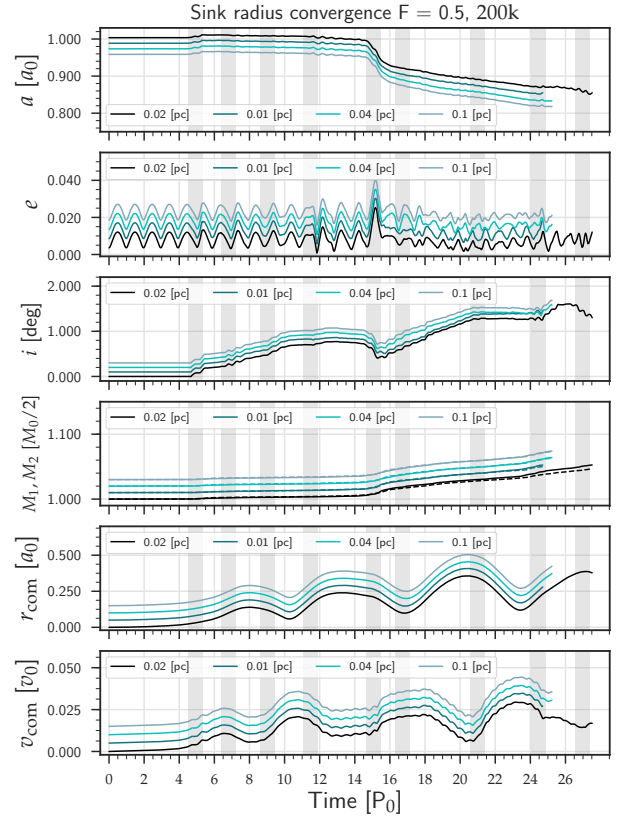 Sink radius convergence F = 0.5, 200k
a [a0]
1.000
0.900
0.800
0.02 [pc] 0.01 [pc] 0.04 [pc] 0.1 [pc]
e
0.040
0.020
0.000
0.02 [pc] 0.01 [pc] 0.04 [pc] 0.1 [pc]
i [deg]
2.000
1.000
0.000
0.02 [pc] 0.01 [pc] 0.04 [pc] 0.1 [pc]
M1, M2 [M0/2]
1.100
1.000
0.02 [pc] 0.01 [pc] 0.04 [pc] 0.1 [pc]
rcom [a0]
0.500
0.250
0.000
0.02 [pc] 0.01 [pc] 0.04 [pc] 0.1 [pc]
vcom [v0]
0.050
0.025
0.000
0.02 [pc] 0.01 [pc] 0.04 [pc] 0.1 [pc]
0 2 4 6 8 10 12 14 16 18 20 22 24 26
Time [P0]